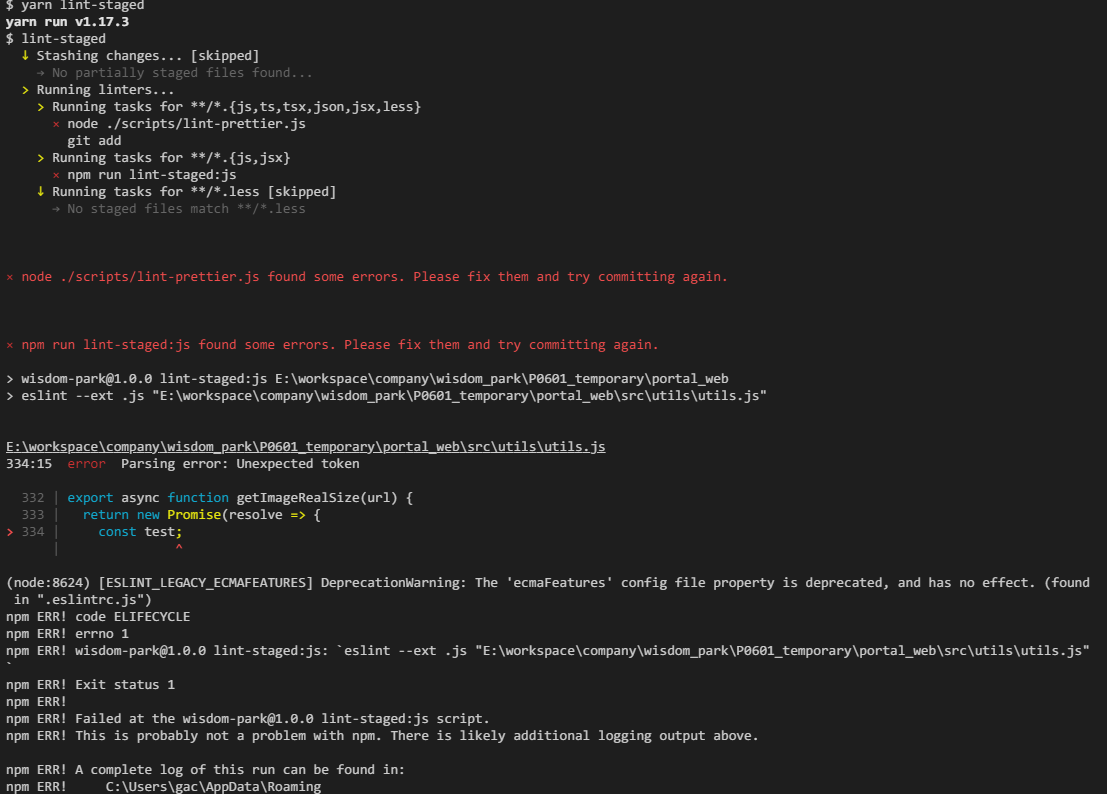 $ yarn lint-staged
yarn run v1.17.3
$ lint-staged
↓ Stashing changes... [skipped]
→ No partially staged files found...
> Running linters...
> Running tasks for **/*.{js,ts,tsx,json,jsx,less}
× node ./scripts/lint-prettier.js
git add
> Running tasks for **/*.{js,jsx}
× npm run lint-staged:js
↓ Running tasks for **/*.less [skipped]
→ No staged files match **/*.less
× node ./scripts/lint-prettier.js found some errors. Please fix them and try committing again.
× npm run lint-staged:js found some errors. Please fix them and try committing again.
> wisdom-park@1.0.0 lint-staged:js E:\workspace\company\wisdom_park\P0601_temporary\portal_web
> eslint --ext .js "E:\workspace\company\wisdom_park\P0601_temporary\portal_web\src\utils\utils.js"
E:\workspace\company\wisdom_park\P0601_temporary\portal_web\src\utils\utils.js
334:15  error  Parsing error: Unexpected token
332 | export async function getImageRealSize(url) {
333 |   return new Promise(resolve => {
> 334 |     const test;
|               ^
(node:8624) [ESLINT_LEGACY_ECMAFEATURES] DeprecationWarning: The 'ecmaFeatures' config file property is deprecated, and has no effect. (found
in ".eslintrc.js")
npm ERR! code ELIFECYCLE
npm ERR! errno 1
npm ERR! wisdom-park@1.0.0 lint-staged:js: `eslint --ext .js "E:\workspace\company\wisdom_park\P0601_temporary\portal_web\src\utils\utils.js"
`
npm ERR! Exit status 1
npm ERR!
npm ERR! Failed at the wisdom-park@1.0.0 lint-staged:js script.
npm ERR! This is probably not a problem with npm. There is likely additional logging output above.
npm ERR! A complete log of this run can be found in:
npm ERR!     C:\Users\gac\AppData\Roaming